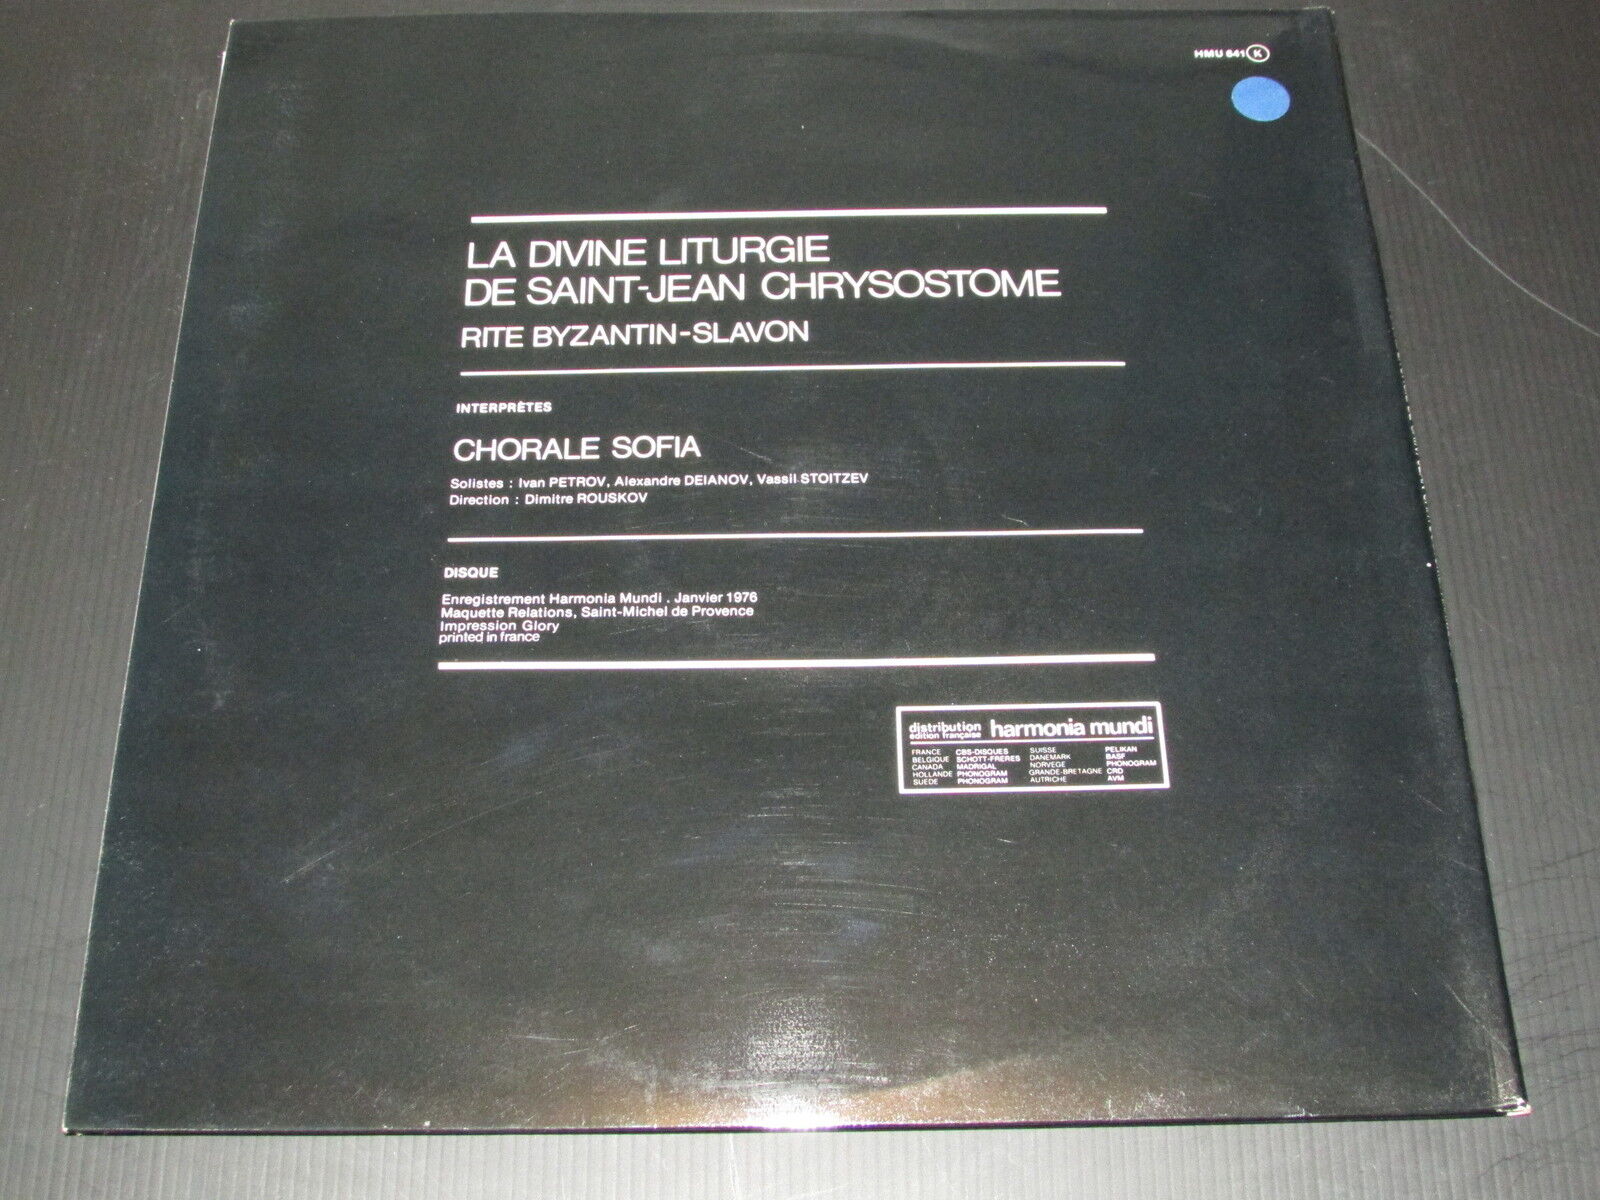 HMU 641 K
LA DIVINE LITURGIE
DE SAINT-JEAN CHRYSOSTOME
RITE BYZANTIN-SLAVON
INTERPRÈTES
CHORALE SOFIA
Solistes : Ivan PETROV, Alexandre DEIANOV, Vassil STOITZEV
Direction : Dimitre ROUSKOV
DISQUE
Enregistrement Harmonia Mundi . Janvier 1976
Maquette Relations, Saint-Michel de Provence
Impression Glory
printed in france
distribution harmonia mundi
édition française
FRANCE CBS-DISQUES SUISSE PELIKAN
BELGIQUE SCHOTT-FRERES DANEMARK BASF
CANADA MADRIGAL NORVEGE PHONOGRAM
HOLLANDE PHONOGRAM GRANDE-BRETAGNE CRD
SUEDE PHONOGRAM AUTRICHE AVM